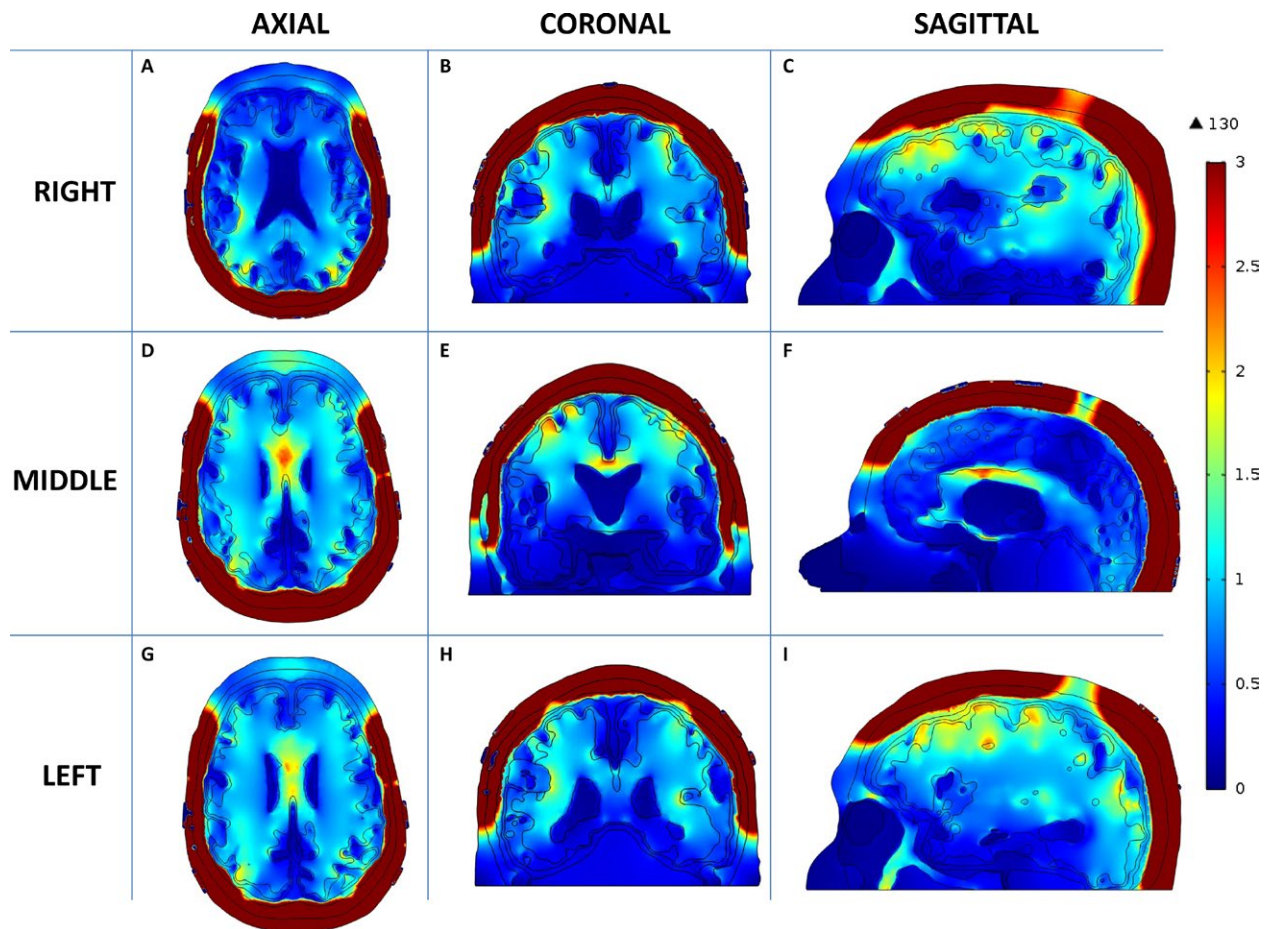 AXIAL CORONAL SAGITTAL
A B C
RIGHT
▲ 130
3
2.5
2
1.5
1
0.5
0
D E F
MIDDLE
G H I
LEFT